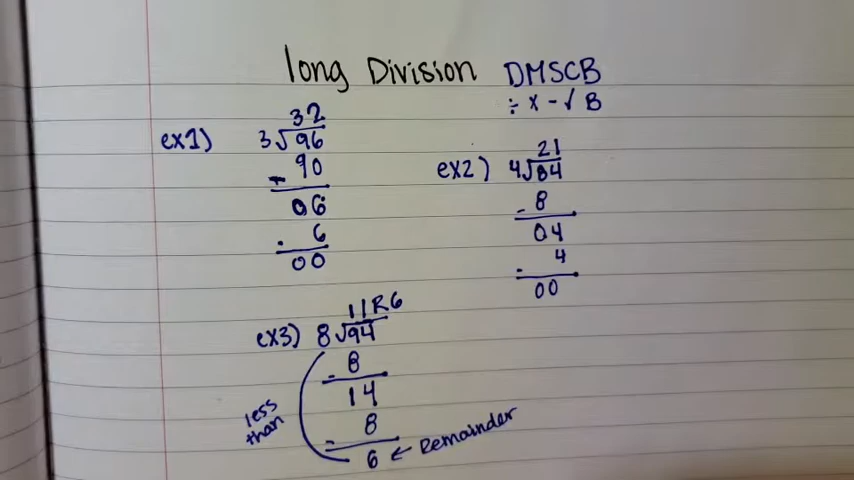 long Division DMSCB
÷ x - √ B
ex1) 32
3√96
- 90
06
- 6
00
ex2) 21
4√84
- 8
04
- 4
00
ex3) 11R6
8√94
- 8
14
- 8
6 ← Remainder
less
than